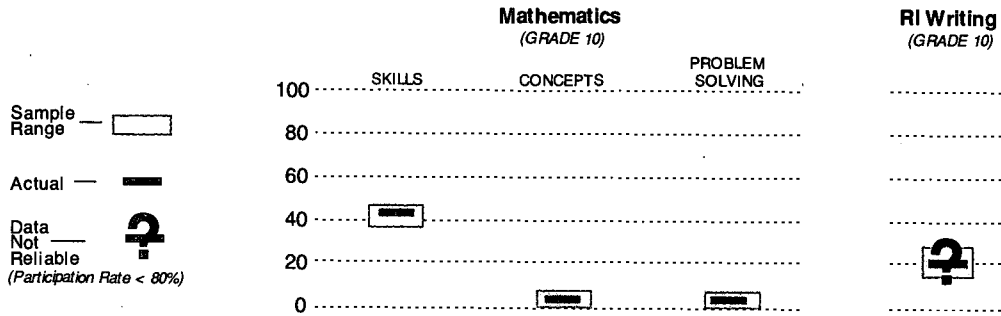 Mathematics
(GRADE 10)
RI Writing
(GRADE 10)
SKILLS
CONCEPTS
PROBLEM
SOLVING
100
80
60
40
20
0
Sample
Range
Actual
Data
Not
Reliable
(Participation Rate < 80%)
?
?